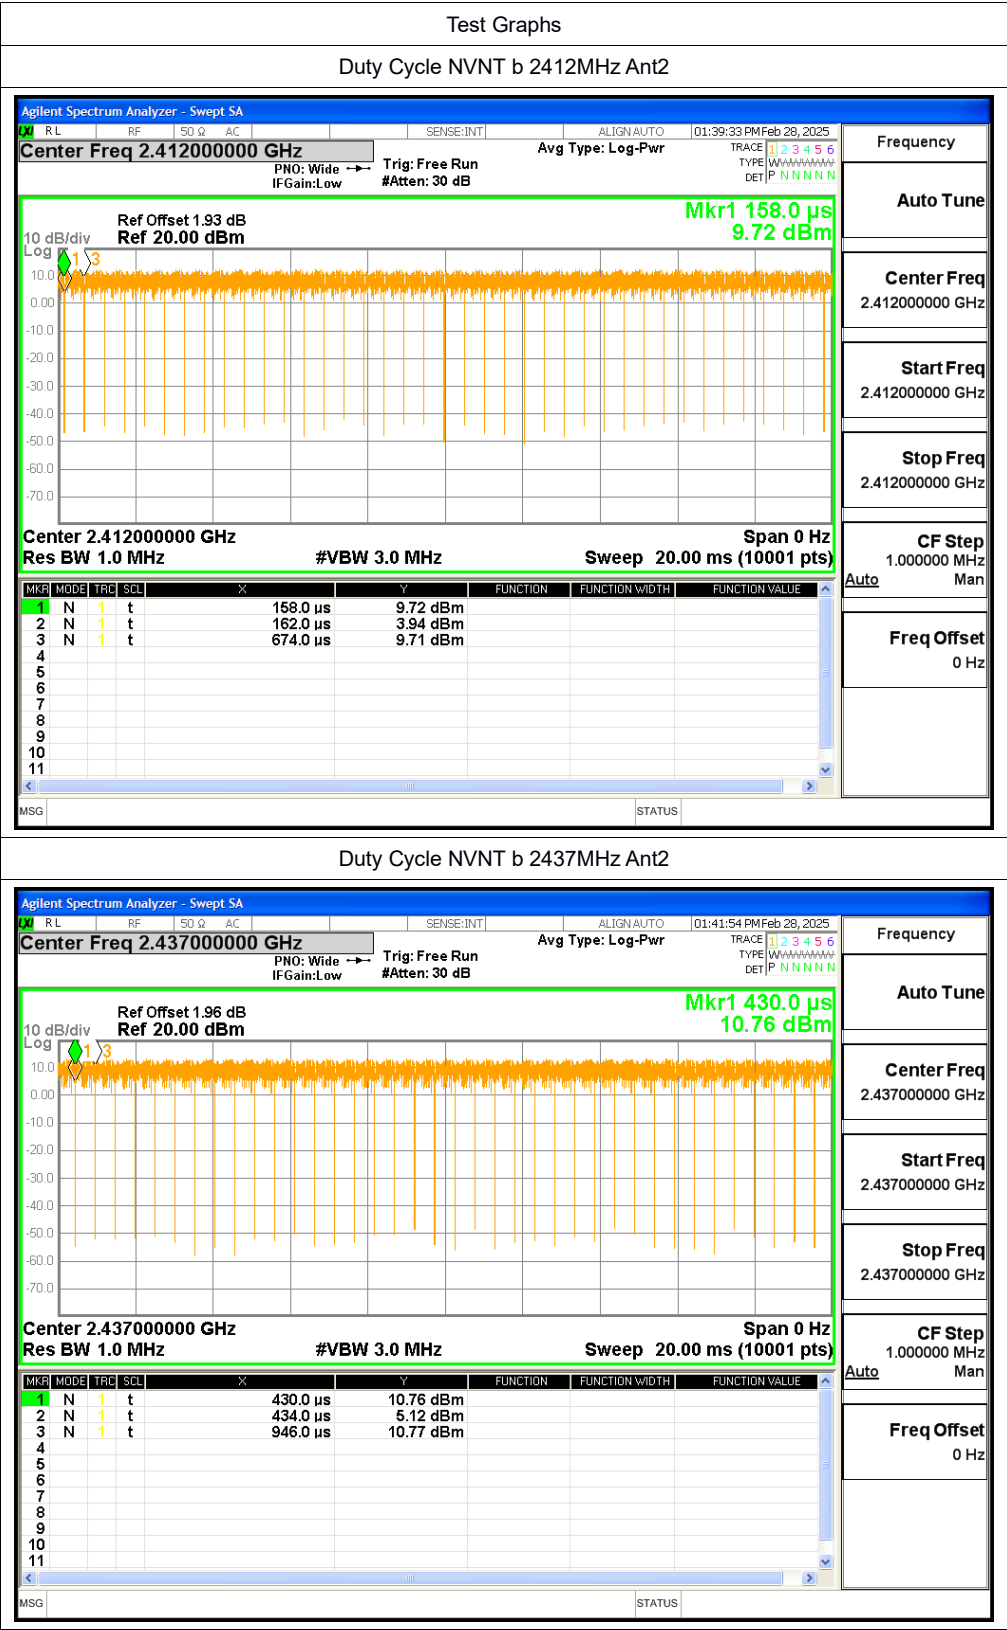 Test Graphs
Duty Cycle NVNT b 2412MHz Ant2
Agilent Spectrum Analyzer - Swept SA
LXI RL RF 50 Ω AC SENSE:INT ALIGN AUTO 01:39:33 PM Feb 28, 2025
Center Freq 2.412000000 GHz
PNO: Wide
IFGain:Low
Trig: Free Run
#Atten: 30 dB
Avg Type: Log-Pwr
TRACE 1 2 3 4 5 6
TYPE W
DET P N N N N N
Mkr1 158.0 µs
9.72 dBm
Ref Offset 1.93 dB
10 dB/div Ref 20.00 dBm
Log
1 3
10.0
0.00
-10.0
-20.0
-30.0
-40.0
-50.0
-60.0
-70.0
Center 2.412000000 GHz Span 0 Hz
Res BW 1.0 MHz #VBW 3.0 MHz Sweep 20.00 ms (10001 pts)
MKR MODE TRC SCL X Y FUNCTION FUNCTION WIDTH FUNCTION VALUE
1 N 1 t 158.0 µs 9.72 dBm
2 N 1 t 162.0 µs 3.94 dBm
3 N 1 t 674.0 µs 9.71 dBm
4
5
6
7
8
9
10
11
MSG STATUS
Frequency
Auto Tune
Center Freq
2.412000000 GHz
Start Freq
2.412000000 GHz
Stop Freq
2.412000000 GHz
CF Step
1.000000 MHz
Auto Man
Freq Offset
0 Hz
Duty Cycle NVNT b 2437MHz Ant2
Agilent Spectrum Analyzer - Swept SA
LXI RL RF 50 Ω AC SENSE:INT ALIGN AUTO 01:41:54 PM Feb 28, 2025
Center Freq 2.437000000 GHz
PNO: Wide
IFGain:Low
Trig: Free Run
#Atten: 30 dB
Avg Type: Log-Pwr
TRACE 1 2 3 4 5 6
TYPE W
DET P N N N N N
Mkr1 430.0 µs
10.76 dBm
Ref Offset 1.96 dB
10 dB/div Ref 20.00 dBm
Log
1 3
10.0
0.00
-10.0
-20.0
-30.0
-40.0
-50.0
-60.0
-70.0
Center 2.437000000 GHz Span 0 Hz
Res BW 1.0 MHz #VBW 3.0 MHz Sweep 20.00 ms (10001 pts)
MKR MODE TRC SCL X Y FUNCTION FUNCTION WIDTH FUNCTION VALUE
1 N 1 t 430.0 µs 10.76 dBm
2 N 1 t 434.0 µs 5.12 dBm
3 N 1 t 946.0 µs 10.77 dBm
4
5
6
7
8
9
10
11
MSG STATUS
Frequency
Auto Tune
Center Freq
2.437000000 GHz
Start Freq
2.437000000 GHz
Stop Freq
2.437000000 GHz
CF Step
1.000000 MHz
Auto Man
Freq Offset
0 Hz